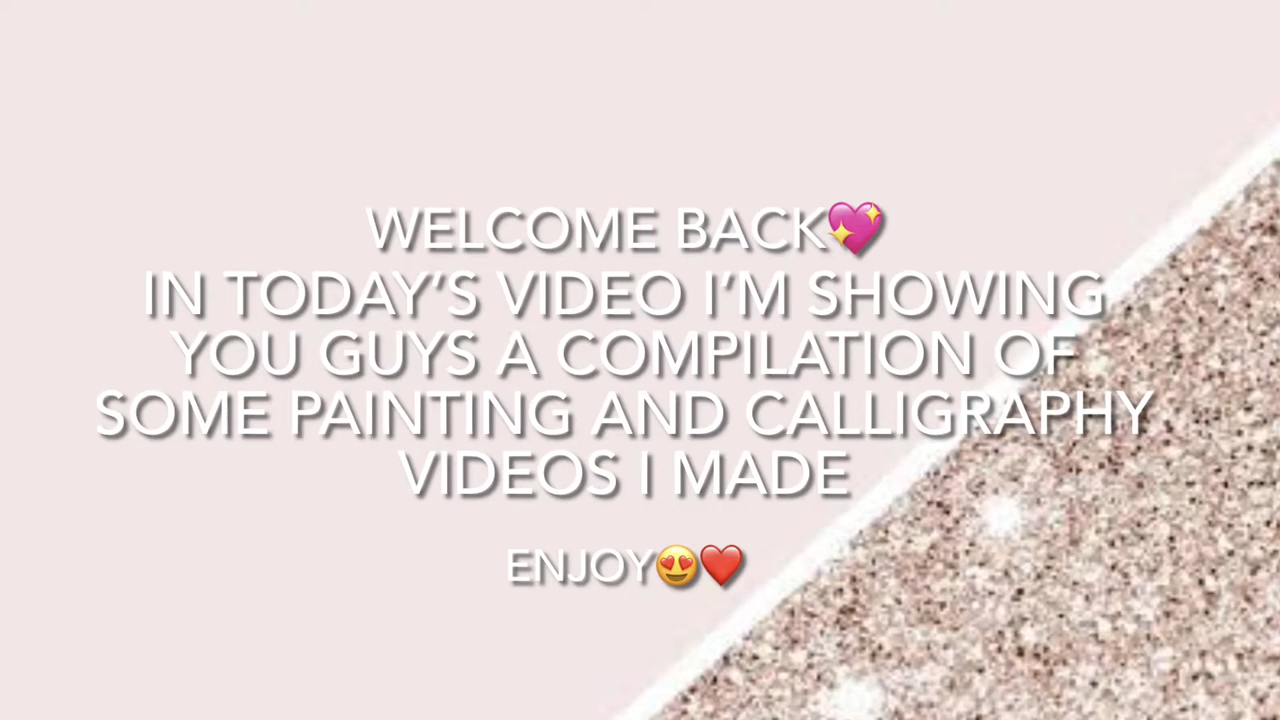 WELCOME BACK💖
IN TODAY’S VIDEO I’M SHOWING
YOU GUYS A COMPILATION OF
SOME PAINTING AND CALLIGRAPHY
VIDEOS I MADE
ENJOY😍❤️